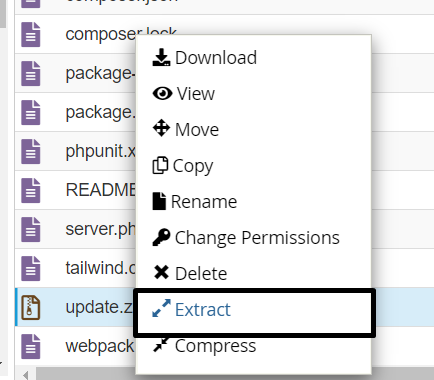 composer.json
composer.lock
package-
package.
phpunit.x
README
server.ph
tailwind.c
update.z
webpack
Download
View
Move
Copy
Rename
Change Permissions
Delete
Extract
Compress